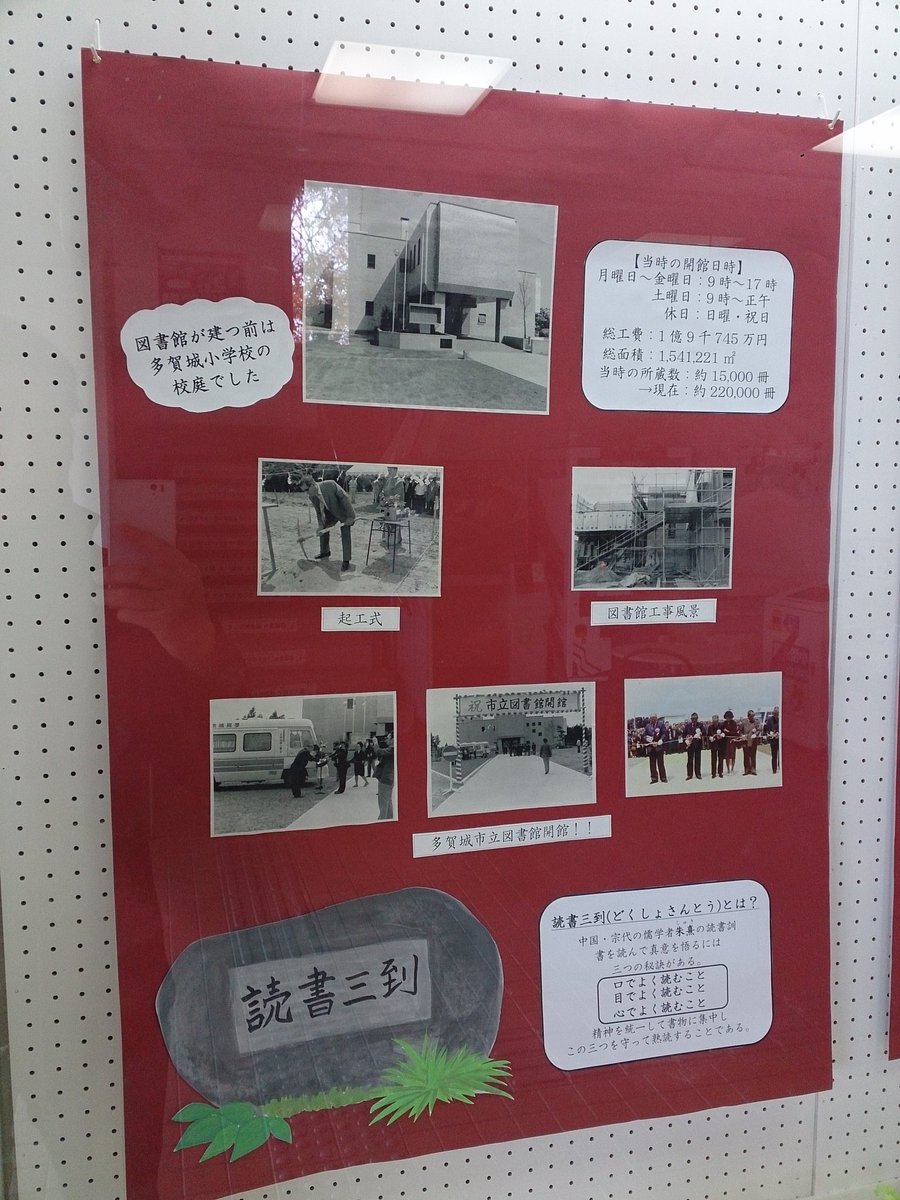 図書館が建つ前は
多賀城小学校の
校庭でした
【当時の開館日時】
月曜日～金曜日：9時～17時
土曜日：9時～正午
休日：日曜・祝日
総工費：1億9千745万円
総面積：1,541,221㎡
当時の所蔵数：約15,000冊
→現在：約220,000冊
起工式
図書館工事風景
祝 市立図書館開館
多賀城市立図書館開館！！
読書三到
読書三到(どくしょさんとう)とは？
中国・宗代の儒学者朱熹の読書訓
書を読んで真意を悟るには
三つの秘訣がある。
口でよく読むこと
目でよく読むこと
心でよく読むこと
精神を統一して書物に集中し
この三つを守って熟読することである。